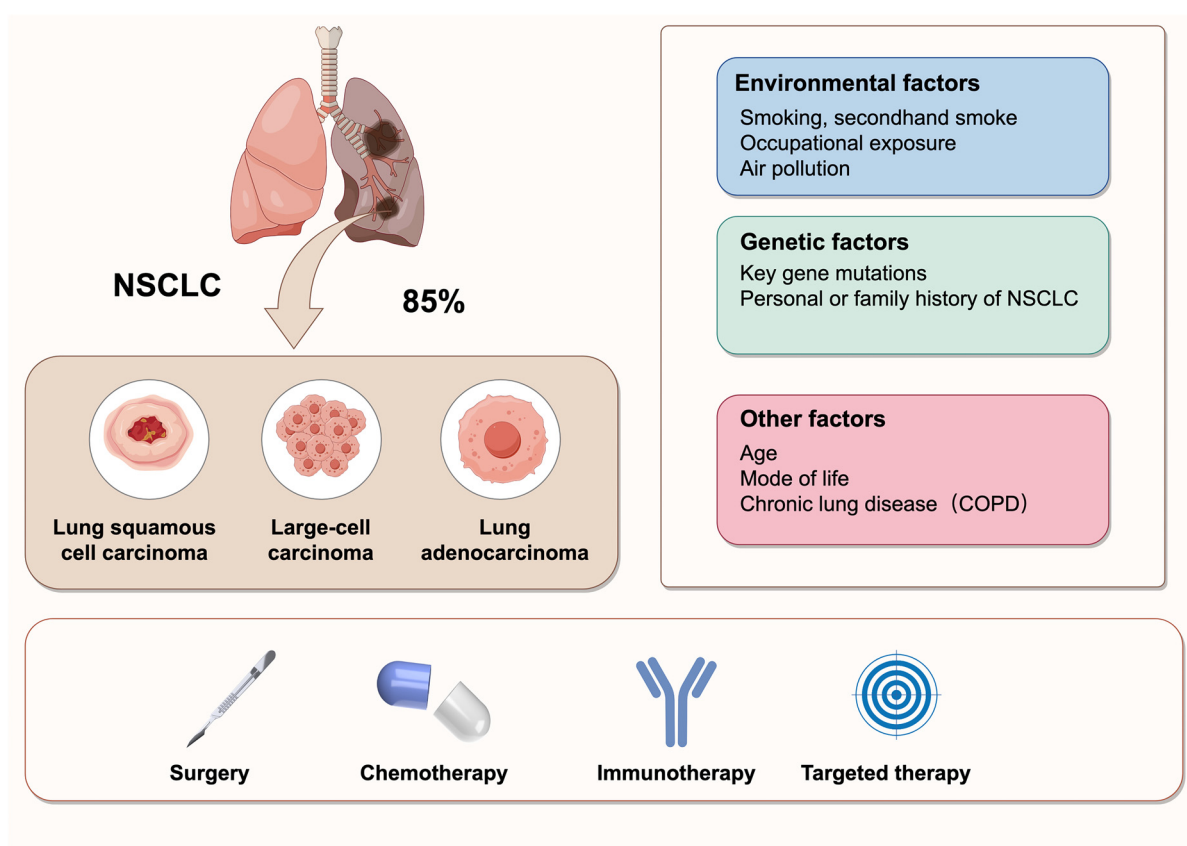 NSCLC
85%
Lung squamous
cell carcinoma
Large-cell
carcinoma
Lung
adenocarcinoma
Environmental factors
Smoking, secondhand smoke
Occupational exposure
Air pollution
Genetic factors
Key gene mutations
Personal or family history of NSCLC
Other factors
Age
Mode of life
Chronic lung disease（COPD）
Surgery
Chemotherapy
Immunotherapy
Targeted therapy